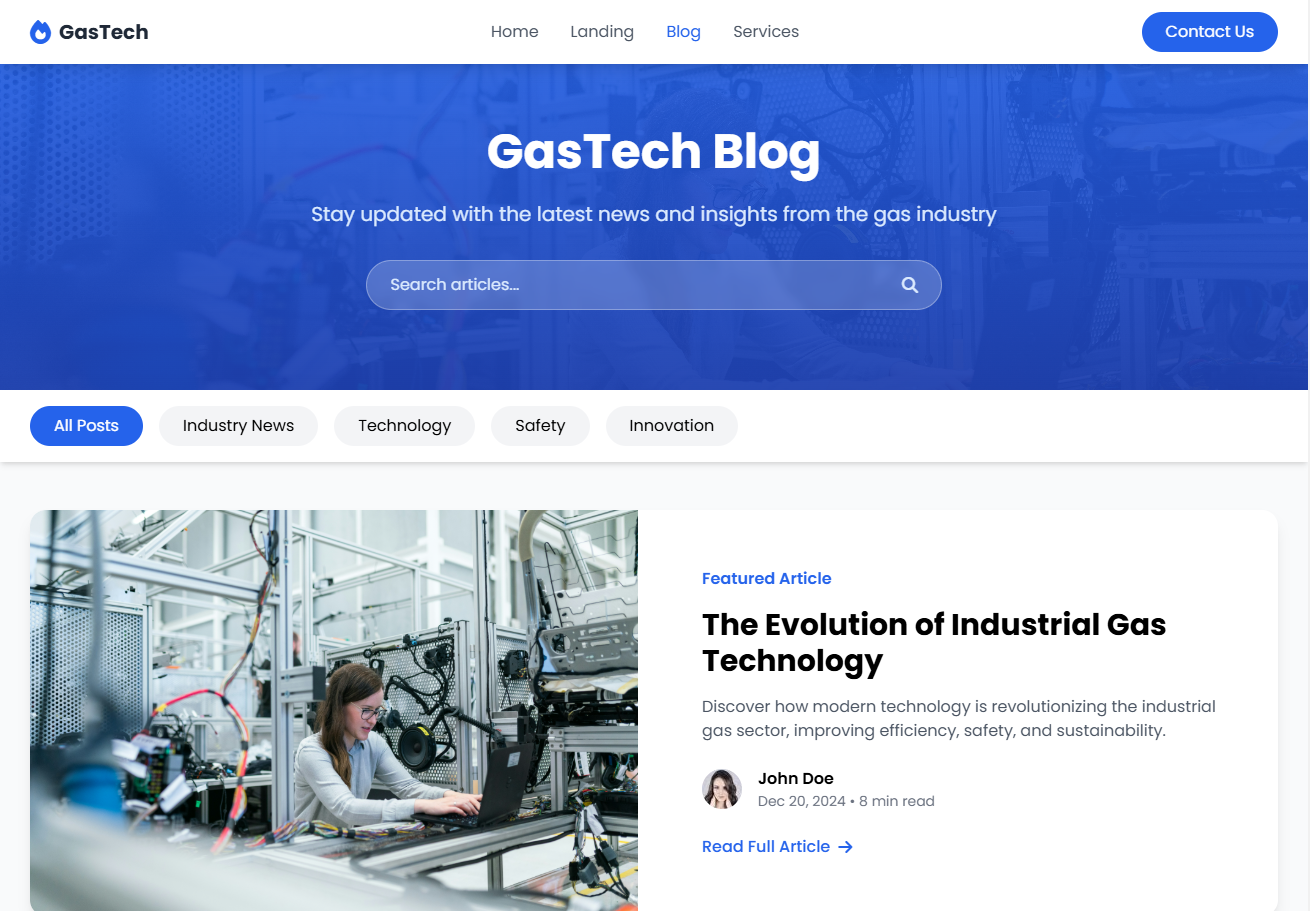 GasTech
Home
Landing
Blog
Services
Contact Us
GasTech Blog
Stay updated with the latest news and insights from the gas industry
Search articles...
All Posts
Industry News
Technology
Safety
Innovation
Featured Article
The Evolution of Industrial Gas
Technology
Discover how modern technology is revolutionizing the industrial
gas sector, improving efficiency, safety, and sustainability.
John Doe
Dec 20, 2024 • 8 min read
Read Full Article →